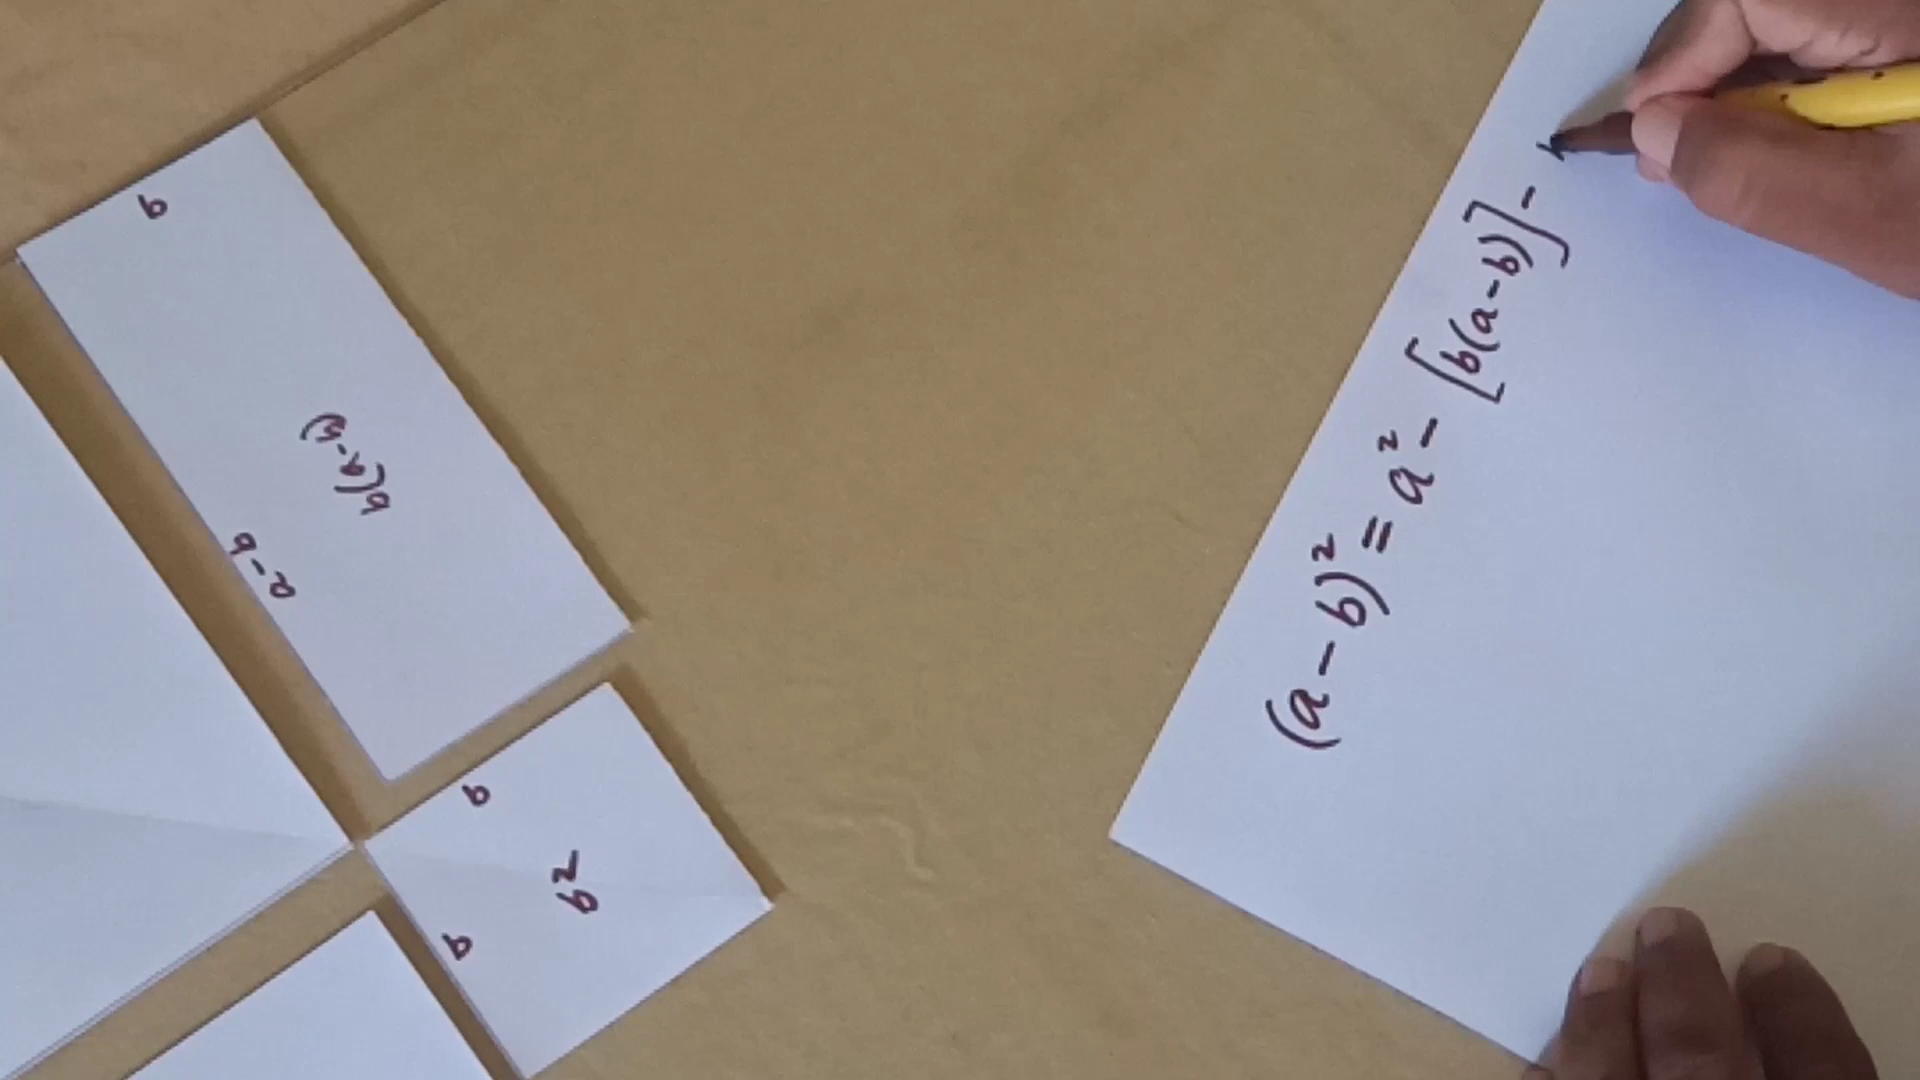 b
b(a-b)
a-b
b
b²
b
(a-b)² = a² - [b(a-b)] -